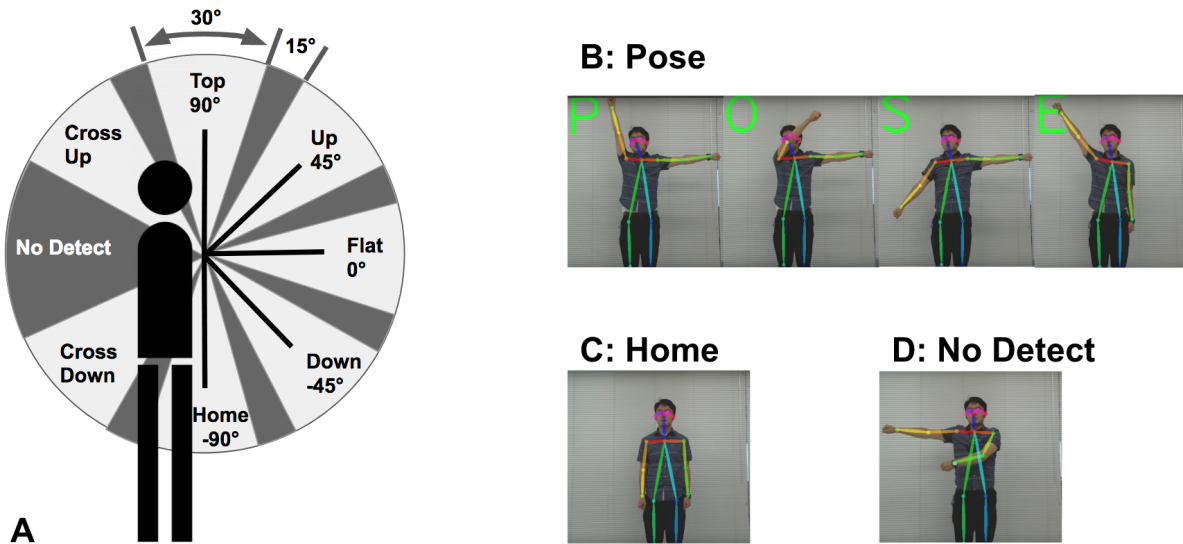 30°
15°
Top
90°
Cross
Up
Up
45°
No Detect
Flat
0°
Cross
Down
Down
-45°
Home
-90°
A
B: Pose
P
O
S
E
C: Home
D: No Detect